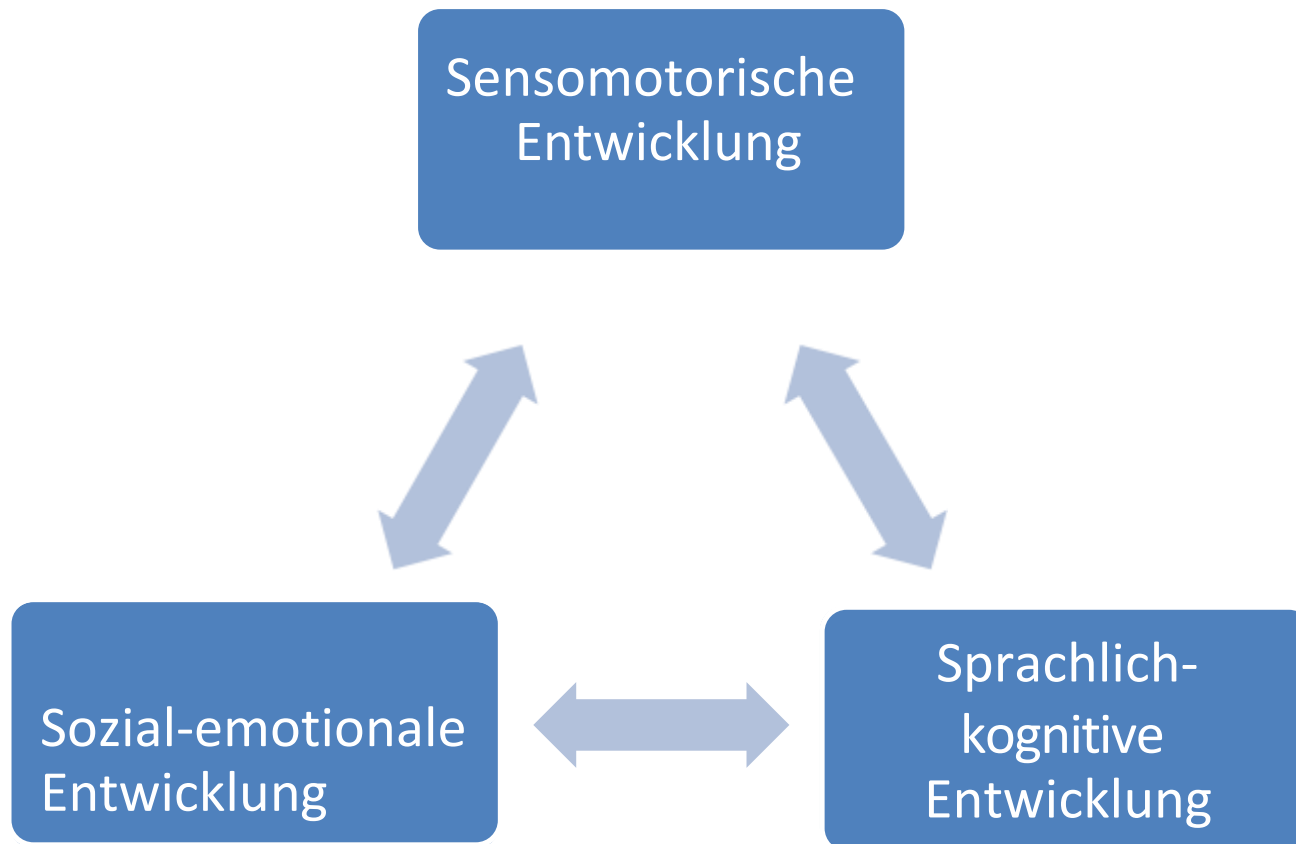 Sensomotorische
Entwicklung
Sozial-emotionale
Entwicklung
Sprachlich-
kognitive
Entwicklung